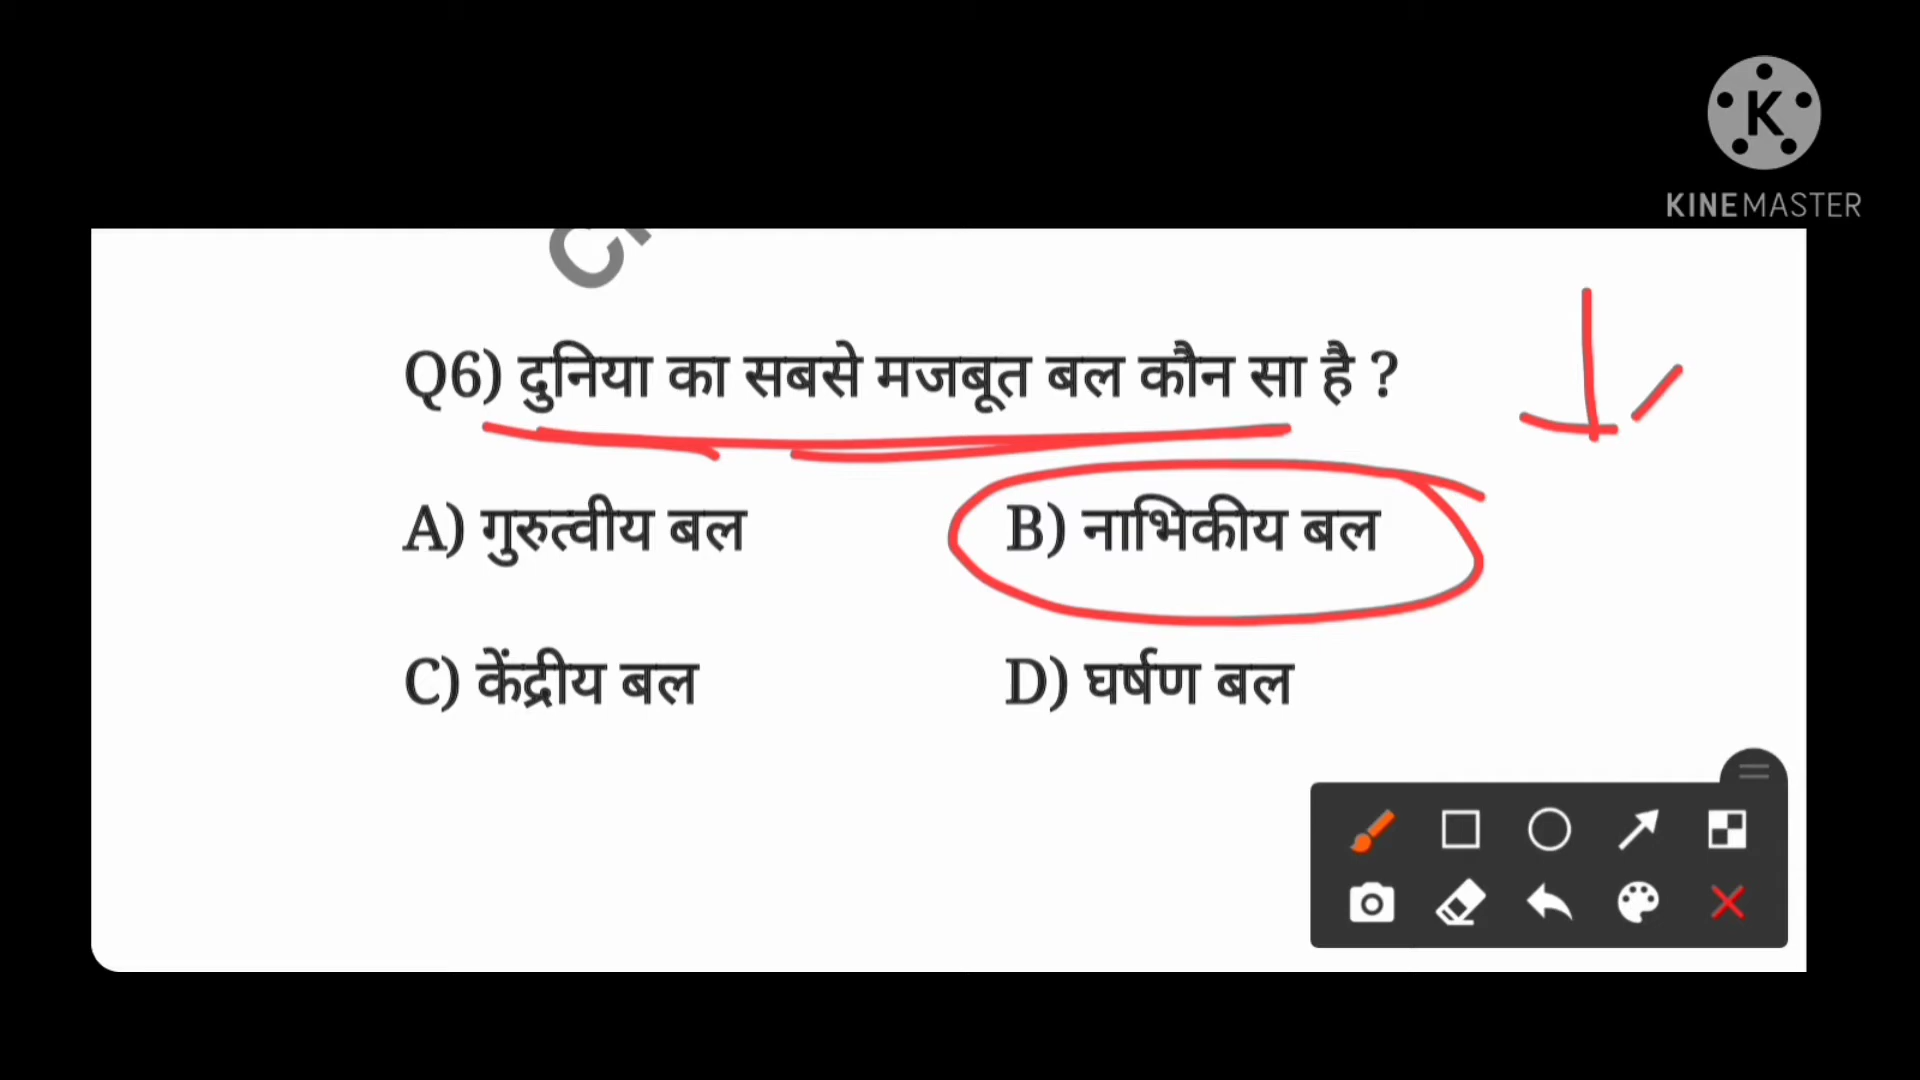 K
KINEMASTER
Q6) दुनिया का सबसे मजबूत बल कौन सा है ?
A) गुरुत्वीय बल B) नाभिकीय बल
C) केंद्रीय बल D) घर्षण बल